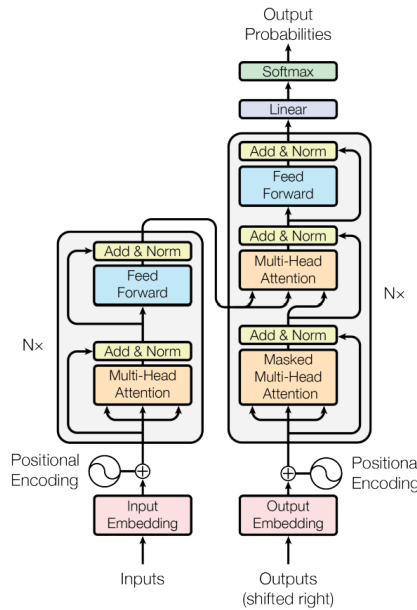 Output
Probabilities
Softmax
Linear
Add & Norm
Feed
Forward
Add & Norm
Multi-Head
Attention
Nx
Add & Norm
Masked
Multi-Head
Attention
Positional
Encoding
Output
Embedding
Outputs
(shifted right)
Add & Norm
Feed
Forward
Nx
Add & Norm
Multi-Head
Attention
Positional
Encoding
Input
Embedding
Inputs